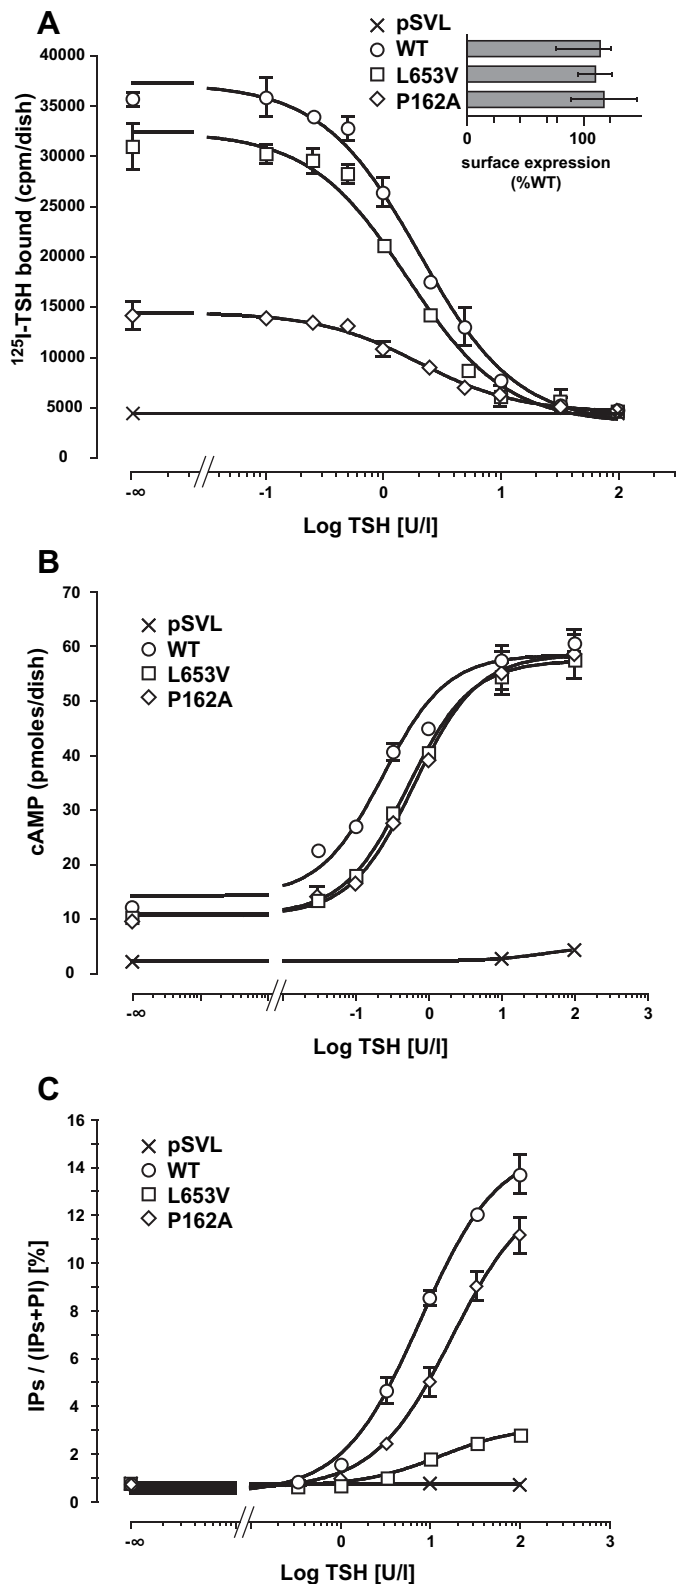 A
pSVL
WT
L653V
P162A
0 100
surface expression
(%WT)
40000
35000
30000
25000
20000
15000
10000
5000
0
125I-TSH bound (cpm/dish)
-∞ -1 0 1 2
Log TSH [U/l]
B
70
60
50
40
30
20
10
0
cAMP (pmoles/dish)
pSVL
WT
L653V
P162A
-∞ -1 0 1 2 3
Log TSH [U/l]
C
16
14
12
10
8
6
4
2
0
IPs / (IPs+PI) [%]
pSVL
WT
L653V
P162A
-∞ 0 1 2 3
Log TSH [U/l]